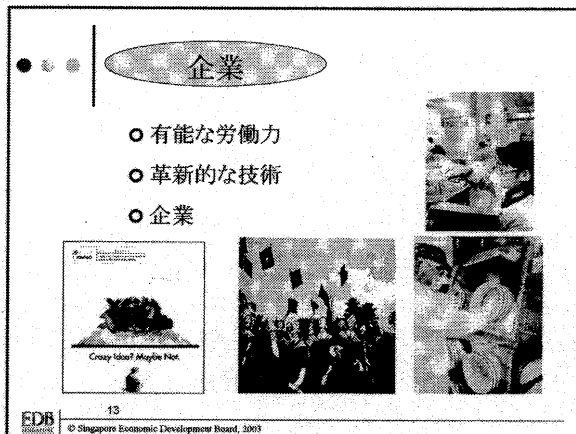 企業
有能な労働力
革新的な技術
企業
Crazy Idea? Maybe Not.
13
EDB
© Singapore Economic Development Board, 2003